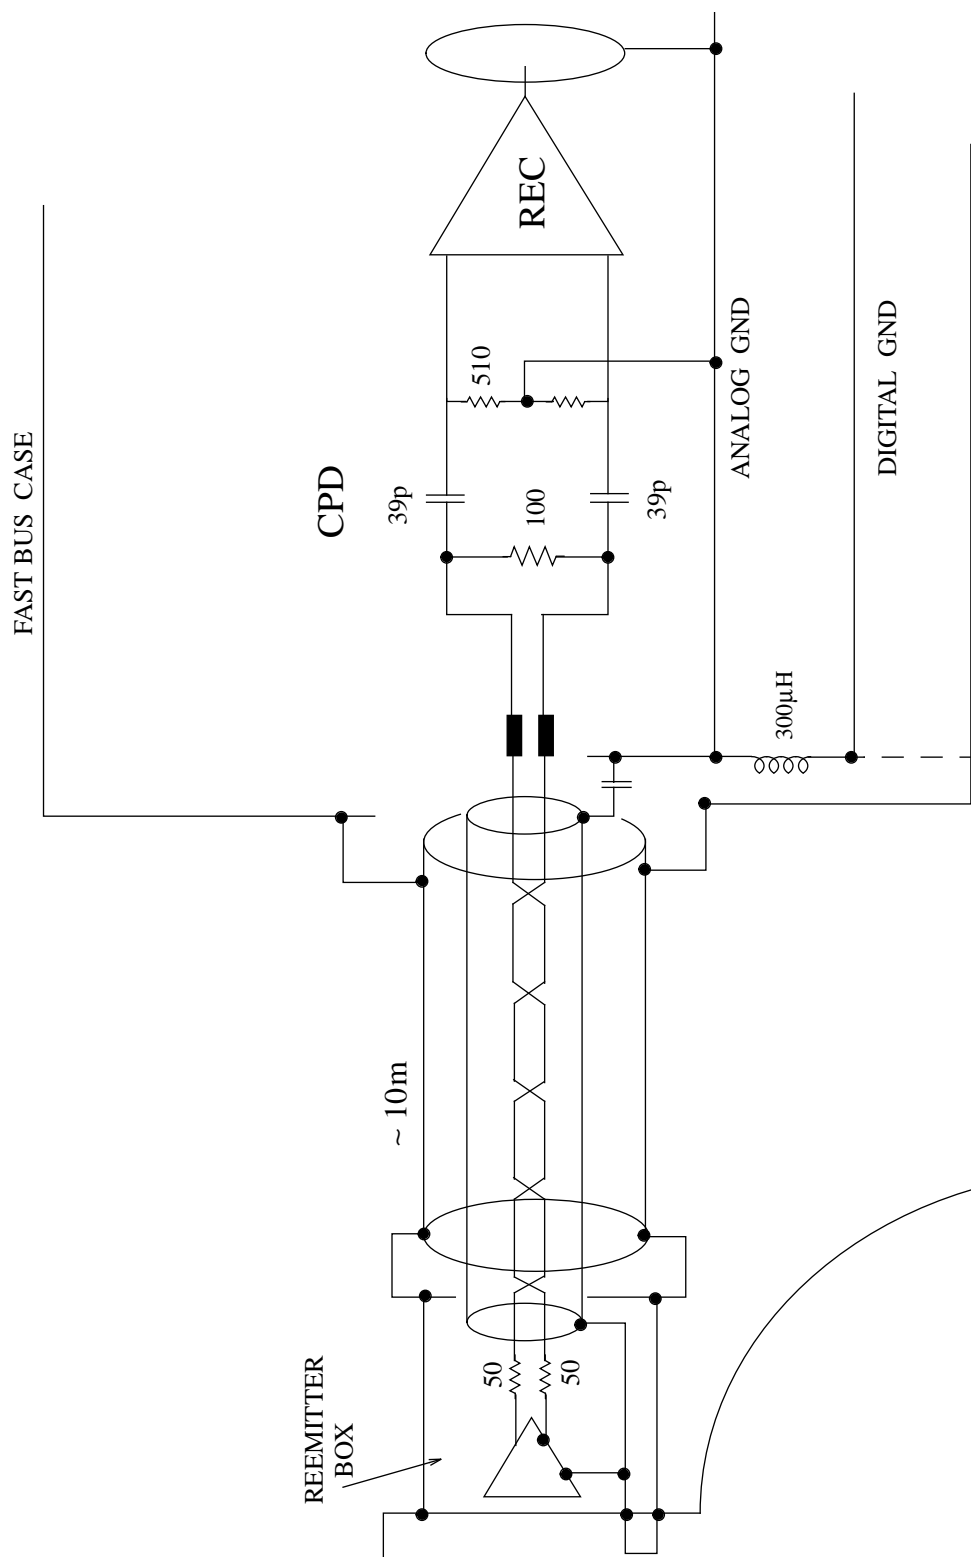 FAST BUS CASE
CPD
REC
510
39p
100
39p
ANALOG GND
DIGITAL GND
300µH
~ 10m
REEMITTER
BOX
50
50